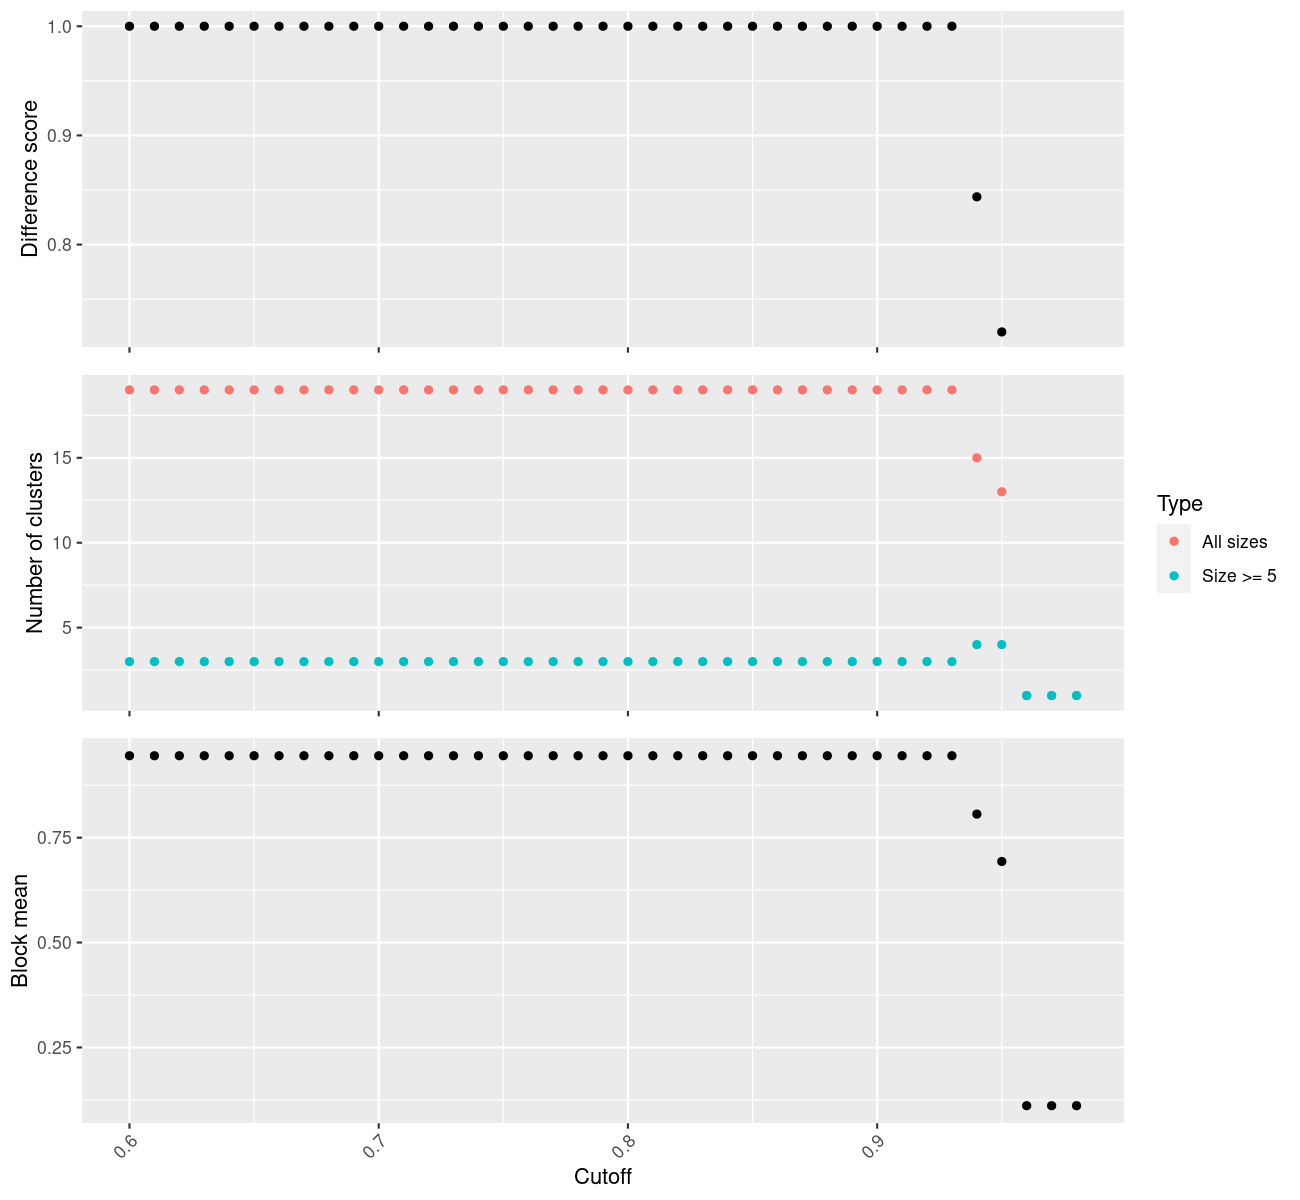 Difference score
1.0
0.9
0.8
Number of clusters
15
10
5
Type
All sizes
Size >= 5
Block mean
0.75
0.50
0.25
0.6
0.7
0.8
0.9
Cutoff